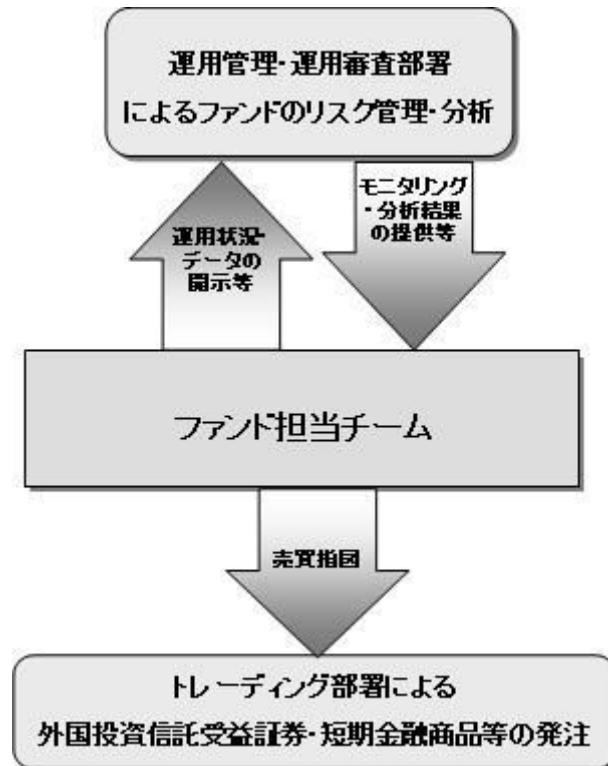 運用管理・運用審査部署
によるファンドのリスク管理・分析
運用状況・
データの
開示等
モニタリング
・分析結果
の提供等
ファンド担当チーム
売買指図
トレーディング部署による
外国投資信託受益証券・短期金融商品等の発注